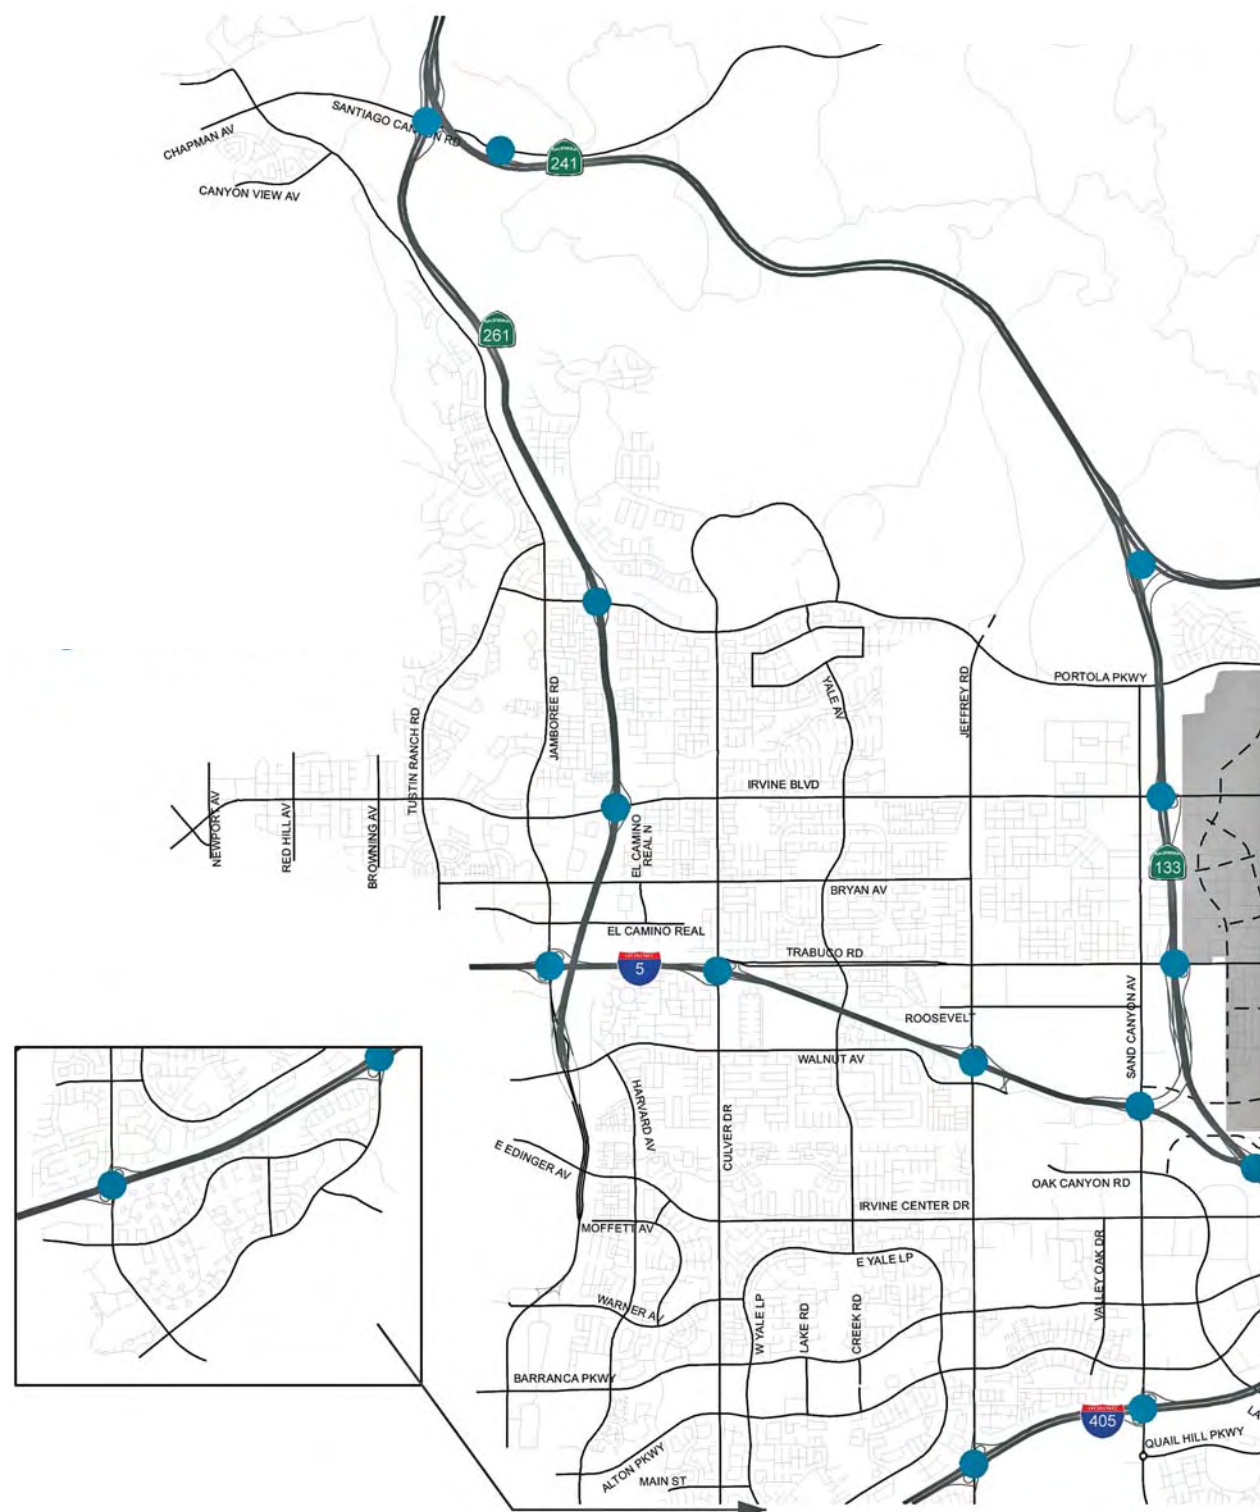 SANTIAGO CANYON RD
CHAPMAN AV
241
CANYON VIEW AV
261
PORTOLA PKWY
JEFFREY RD
YALE AV
JAMBOREE RD
TUSTIN RANCH RD
IRVINE BLVD
NEWPORT AV
RED HILL AV
BROWNING AV
EL CAMINO
REAL N
133
BRYAN AV
EL CAMINO REAL
TRABUCO RD
5
SAND CANYON AV
ROOSEVELT
WALNUT AV
HARVARD AV
CULVER DR
E EDINGER AV
OAK CANYON RD
IRVINE CENTER DR
MOFFETT AV
VALLEY OAK DR
E YALE LP
WARNER AV
W YALE LP
LAKE RD
CREEK RD
BARRANCA PKWY
405
LA
QUAIL HILL PKWY
ALTON PKWY
MAIN ST